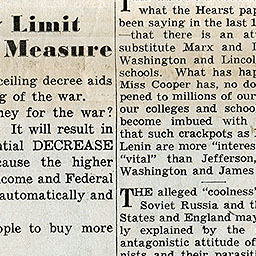 Limit
Measure
ceiling decree aids
g of the war.
ney for the war?
It will result in
ntial DECREASE
cause the higher
come and Federal
automatically and
ople to buy more
what the Hearst pap
been saying in the last 1
—that there is an at
substitute Marx and I
Washington and Lincol
schools. What has hap
Miss Cooper has, no do
pened to millions of our
our colleges and schoo
become imbued with
that such crackpots as
Lenin are more "interes
"vital" than Jefferson,
Washington and James
THE alleged "coolness"
Soviet Russia and th
States and England may
ly explained by the
antagonistic attitude of
nists and their parasiti